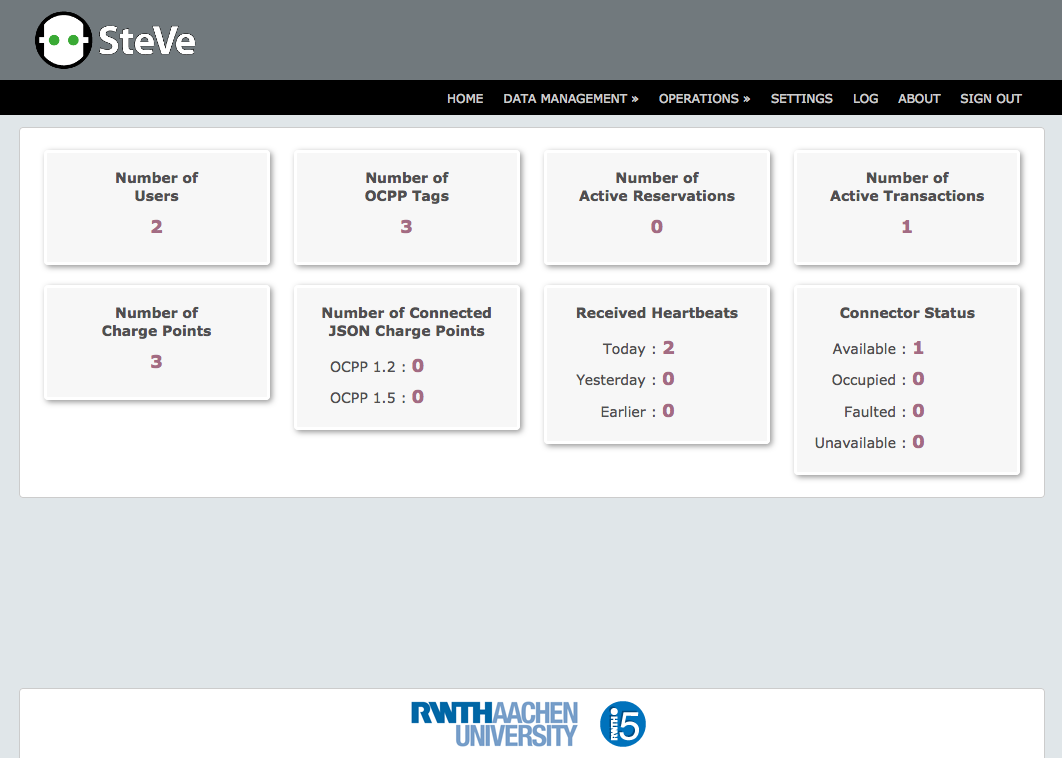 SteVe
HOME DATA MANAGEMENT » OPERATIONS » SETTINGS LOG ABOUT SIGN OUT
Number of
Users
2
Number of
OCPP Tags
3
Number of
Active Reservations
0
Number of
Active Transactions
1
Number of
Charge Points
3
Number of Connected
JSON Charge Points
OCPP 1.2 : 0
OCPP 1.5 : 0
Received Heartbeats
Today : 2
Yesterday : 0
Earlier : 0
Connector Status
Available : 1
Occupied : 0
Faulted : 0
Unavailable : 0
RWTHAACHEN
UNIVERSITY
RWTH i5